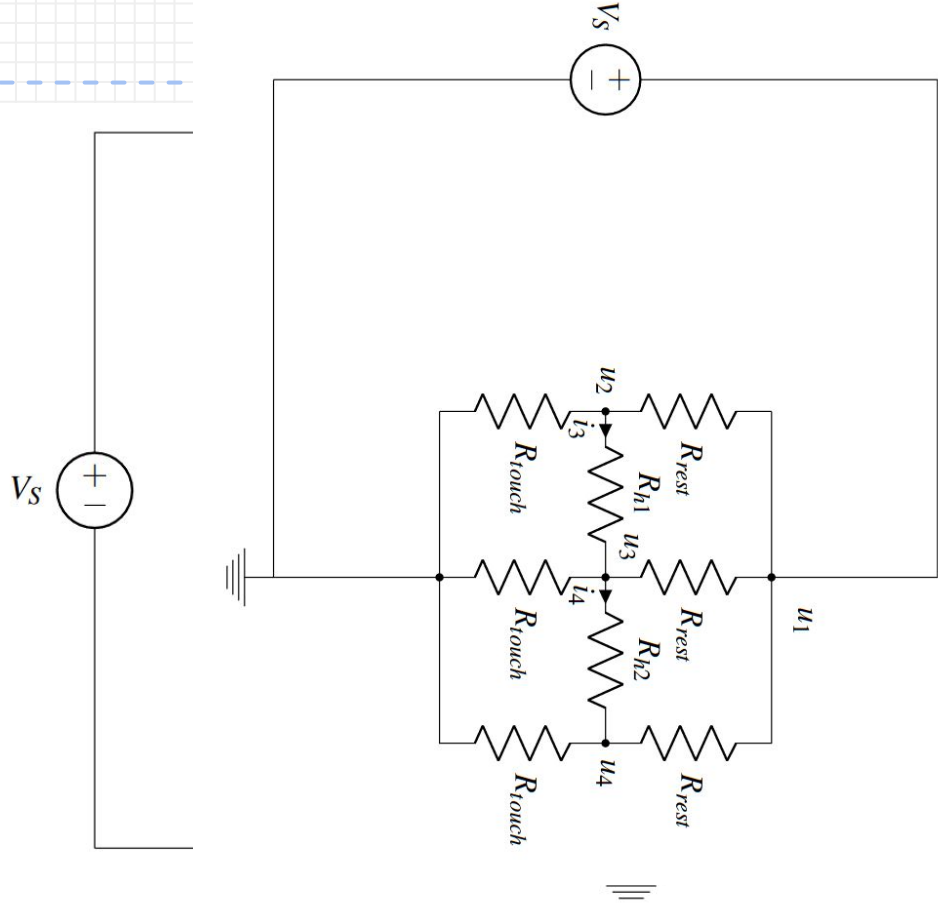 V_S
+
−
V_S
− +
u_2
i_3
R_touch
R_rest
R_h1
u_3
i_4
R_touch
R_rest
u_1
R_h2
u_4
R_touch
R_rest